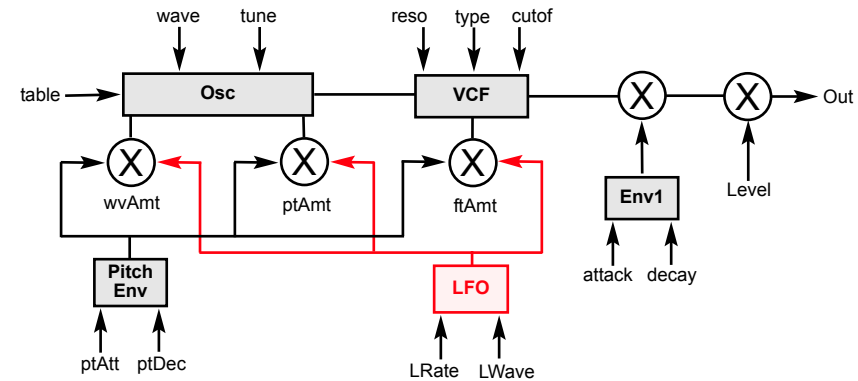 wave tune reso type cutof
table Osc VCF X X Out
X X X
wvAmt ptAmt ftAmt Env1 Level
Pitch
Env
LFO attack decay
ptAtt ptDec LRate LWave